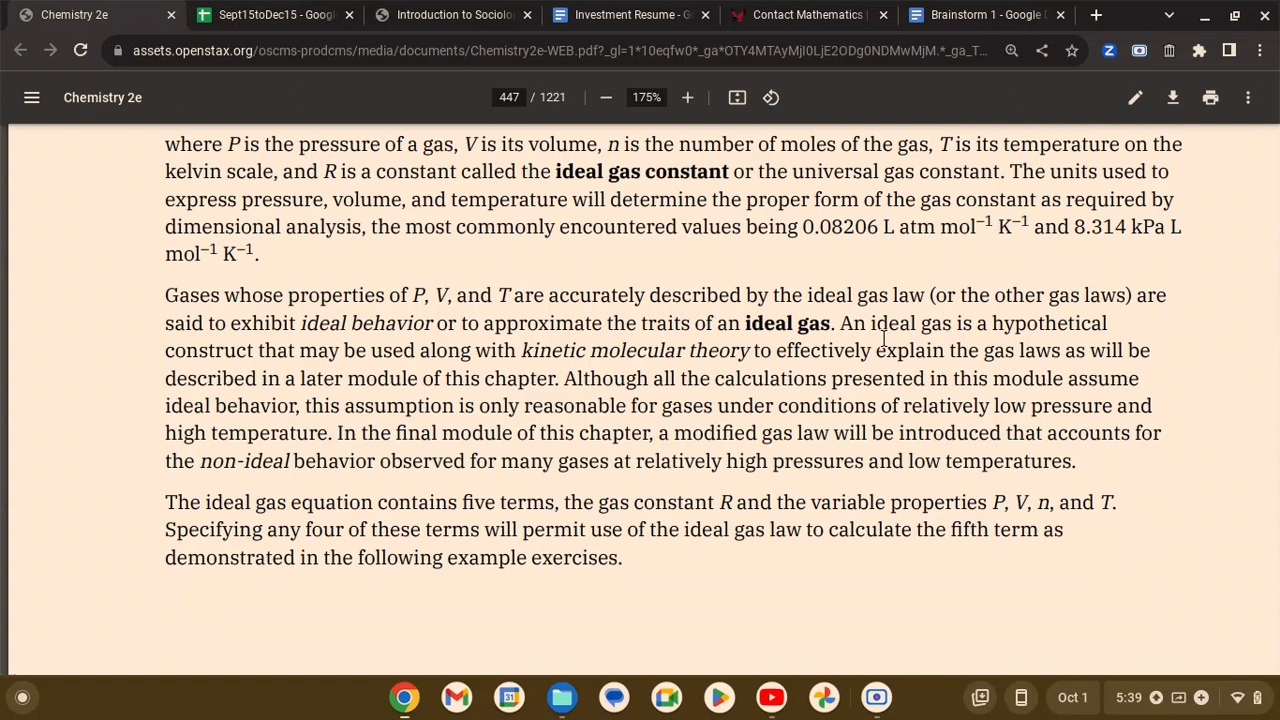 Chemistry 2e
Sept15toDec15 - Googl
Introduction to Sociolo
Investment Resume - G
Contact Mathematics |
Brainstorm 1 - Google D
assets.openstax.org/oscms-prodcms/media/documents/Chemistry2e-WEB.pdf?_gl=1*10eqfw0*_ga*OTY4MTAyMjI0LjE2ODg0NDMwMjM.*_ga_T...
Chemistry 2e
447 / 1221
175%
where P is the pressure of a gas, V is its volume, n is the number of moles of the gas, T is its temperature on the
kelvin scale, and R is a constant called the ideal gas constant or the universal gas constant. The units used to
express pressure, volume, and temperature will determine the proper form of the gas constant as required by
dimensional analysis, the most commonly encountered values being 0.08206 L atm mol⁻¹ K⁻¹ and 8.314 kPa L
mol⁻¹ K⁻¹.
Gases whose properties of P, V, and T are accurately described by the ideal gas law (or the other gas laws) are
said to exhibit ideal behavior or to approximate the traits of an ideal gas. An ideal gas is a hypothetical
construct that may be used along with kinetic molecular theory to effectively explain the gas laws as will be
described in a later module of this chapter. Although all the calculations presented in this module assume
ideal behavior, this assumption is only reasonable for gases under conditions of relatively low pressure and
high temperature. In the final module of this chapter, a modified gas law will be introduced that accounts for
the non-ideal behavior observed for many gases at relatively high pressures and low temperatures.
The ideal gas equation contains five terms, the gas constant R and the variable properties P, V, n, and T.
Specifying any four of these terms will permit use of the ideal gas law to calculate the fifth term as
demonstrated in the following example exercises.
31
Oct 1
5:39